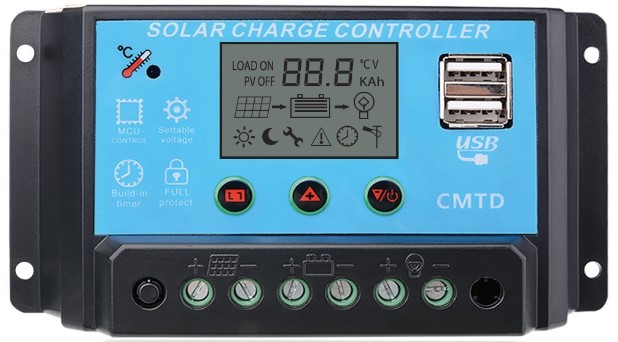 SOLAR CHARGE CONTROLLER
°C
LOAD ON 88.8 °C V
PV OFF KAh
MCU
CONTROL
Settable
voltage
USB
Build-in
timer
FULL
protect
CMTD
+ - + - + -